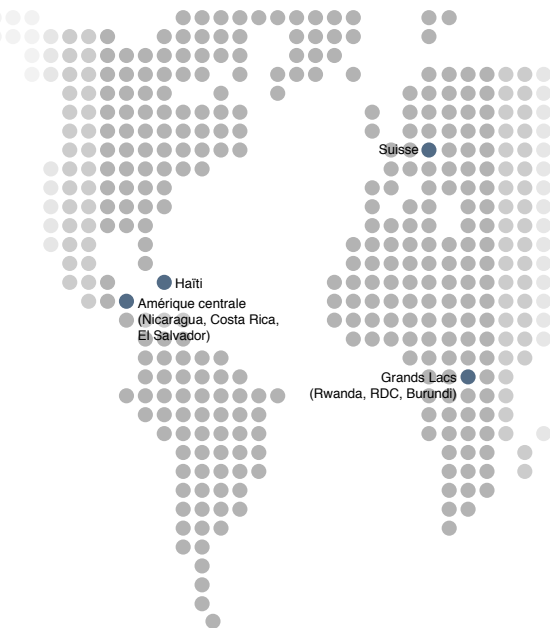 Suisse
Haïti
Amérique centrale
(Nicaragua, Costa Rica,
El Salvador)
Grands Lacs
(Rwanda, RDC, Burundi)